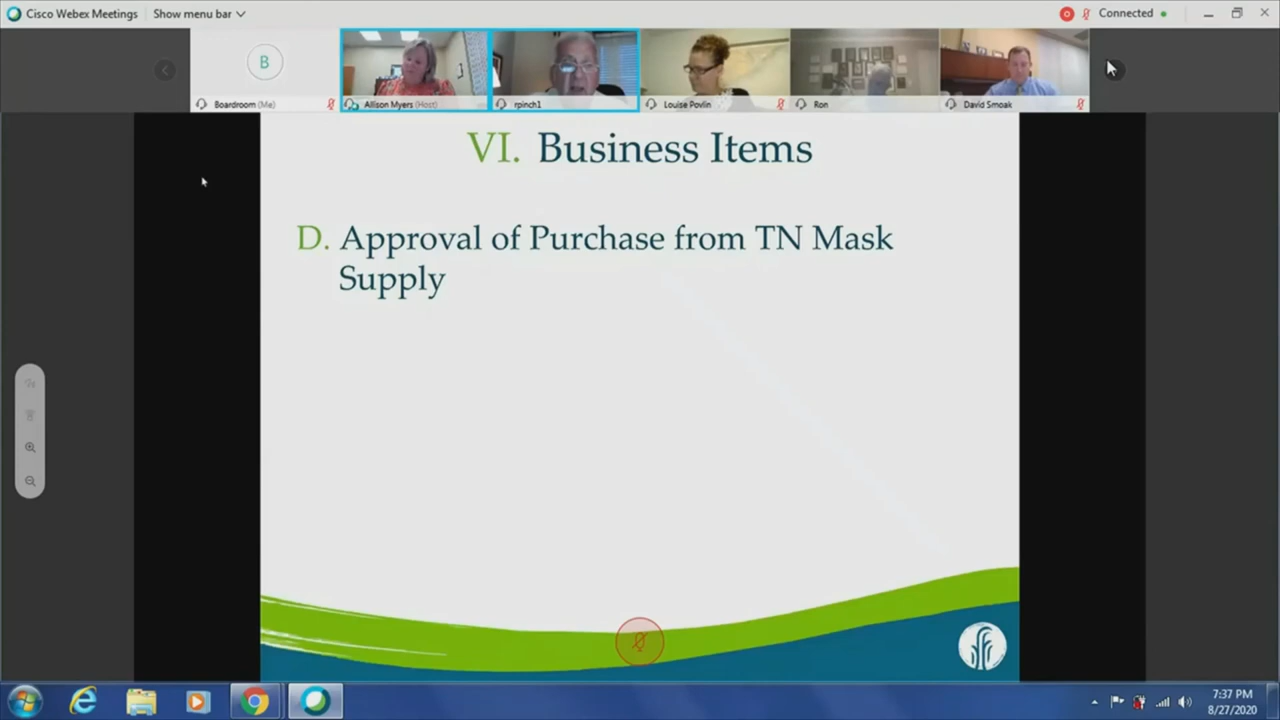 Cisco Webex Meetings
Show menu bar
Connected
B
Boardroom (Me)
Allison Myers (Host)
rpinch1
Louise Povlin
Ron
David Smoak
VI. Business Items
D. Approval of Purchase from TN Mask
Supply
7:37 PM
8/27/2020